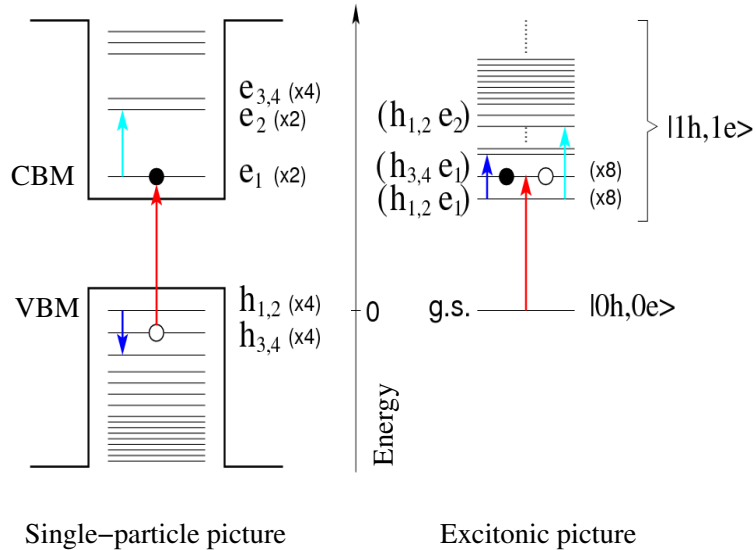 e3,4 (x4)
e2 (x2)
CBM
e1 (x2)
VBM
h1,2 (x4)
h3,4 (x4)
Single−particle picture
0
Energy
(h1,2 e2)
(h3,4 e1) (x8)
(h1,2 e1) (x8)
|1h,1e>
g.s.
|0h,0e>
Excitonic picture